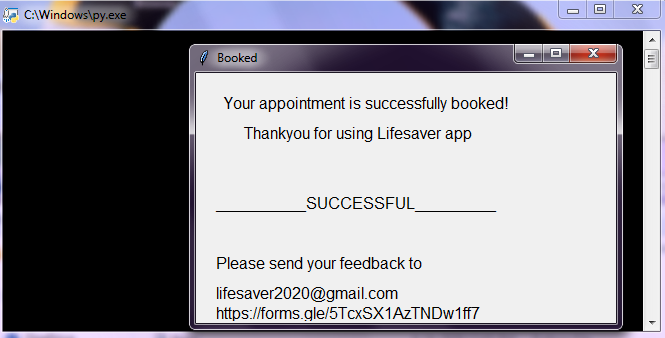 C:\Windows\py.exe
Booked
Your appointment is successfully booked!
Thankyou for using Lifesaver app
__________SUCCESSFUL_________
Please send your feedback to
lifesaver2020@gmail.com
https://forms.gle/5TcxSX1AzTNDw1ff7